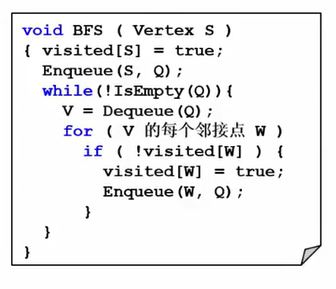 void BFS ( Vertex S )
{ visited[S] = true;
  Enqueue(S, Q);
  while(!IsEmpty(Q)){
    V = Dequeue(Q);
    for ( V 的每个邻接点 W )
      if ( !visited[W] ) {
        visited[W] = true;
        Enqueue(W, Q);
      }
  }
}